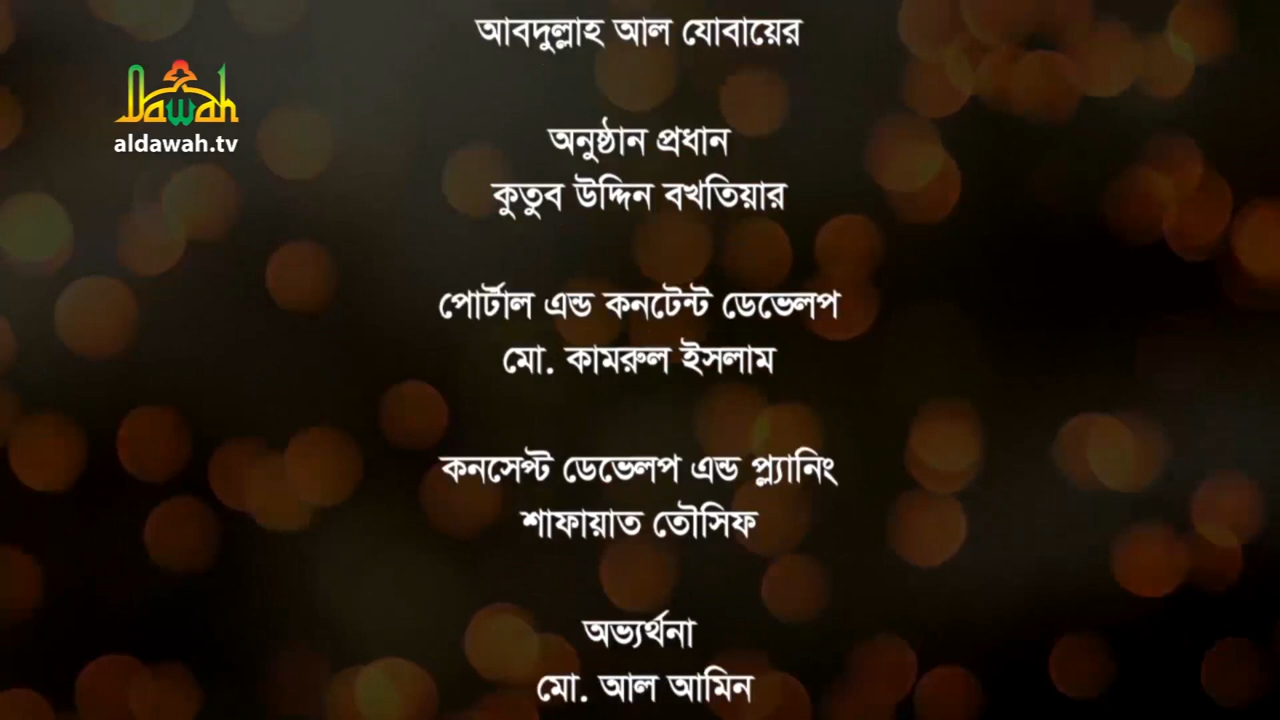 আবদুল্লাহ আল যোবায়ের
Dawah
aldawah.tv
অনুষ্ঠান প্রধান
কুতুব উদ্দিন বখতিয়ার
পোর্টাল এন্ড কনটেন্ট ডেভেলপ
মো. কামরুল ইসলাম
কনসেপ্ট ডেভেলপ এন্ড প্ল্যানিং
শাফায়াত তৌসিফ
অভ্যর্থনা
মো. আল আমিন